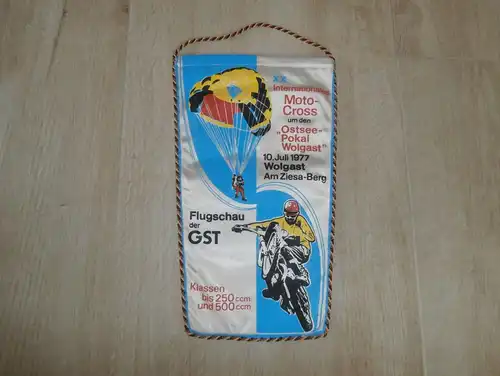 XX.
Internationales
Moto-
Cross
um den
"Ostsee-
Pokal
Wolgast"
10. Juli 1977
Wolgast
Am Ziesa-Berg
Flugschau
der
GST
Klassen
bis 250 ccm
und 500 ccm